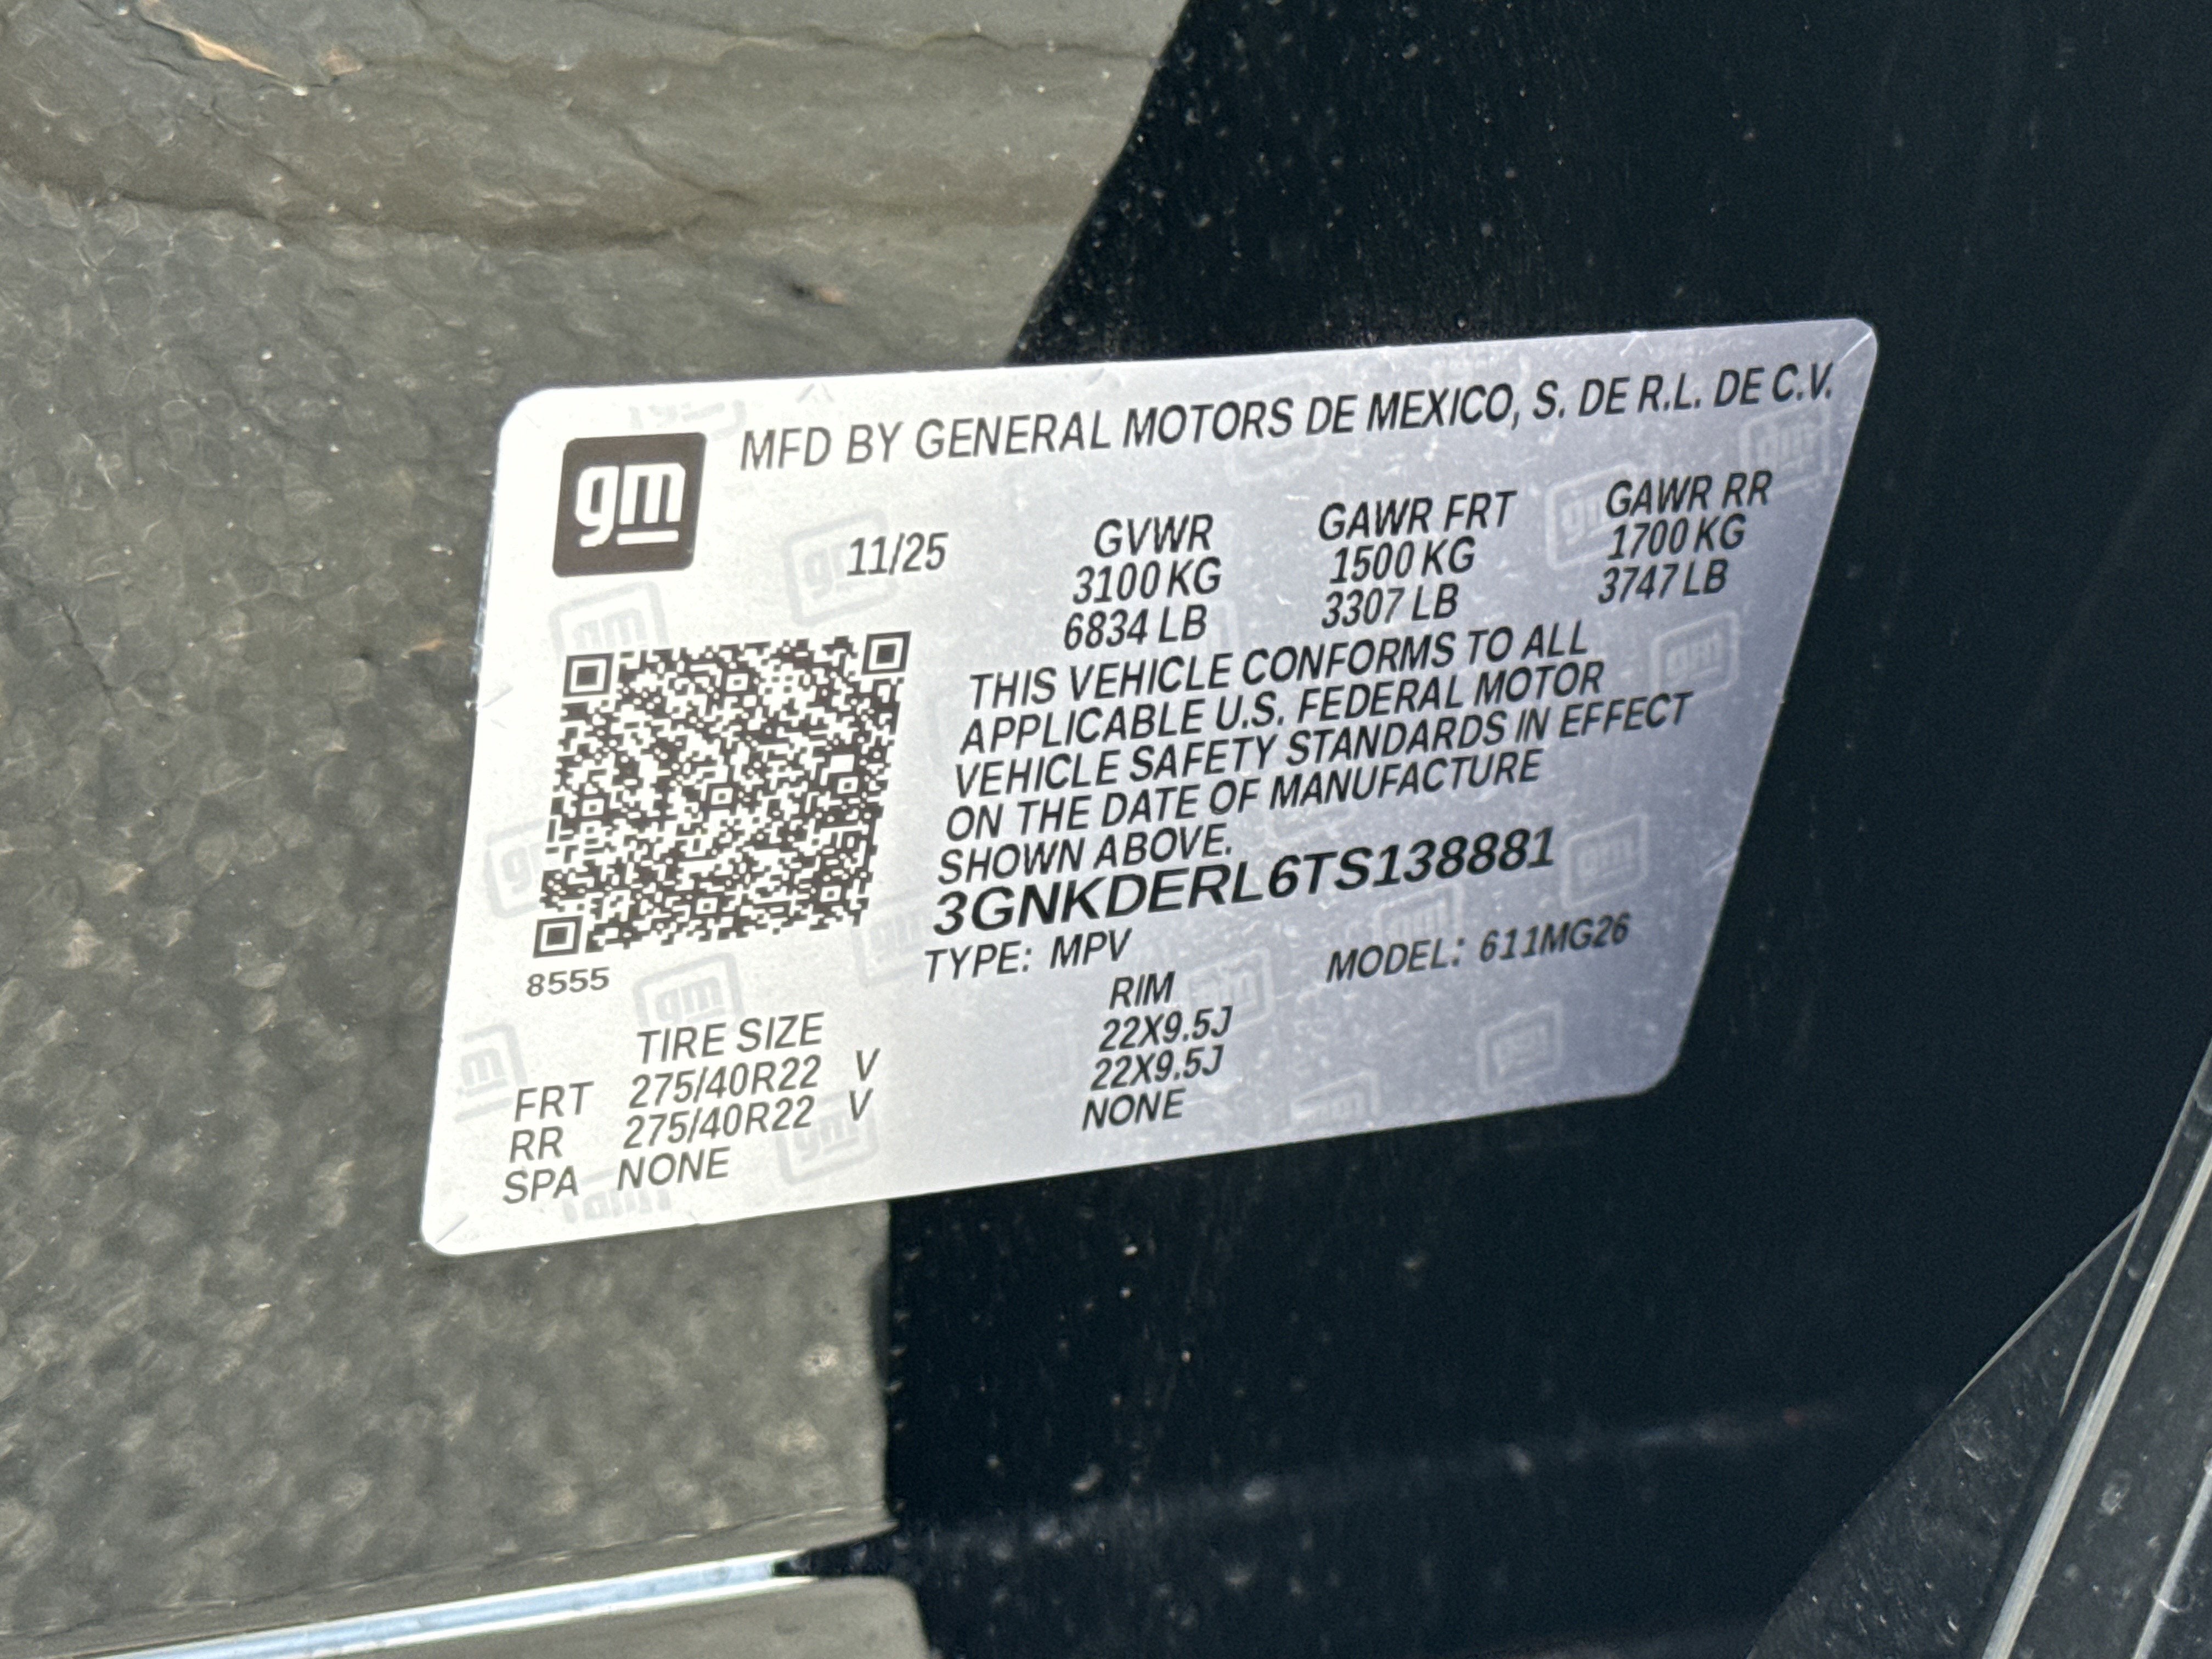 gm
MFD BY GENERAL MOTORS DE MEXICO, S. DE R.L. DE C.V.
11/25 GVWR GAWR FRT GAWR RR
3100 KG 1500 KG 1700 KG
6834 LB 3307 LB 3747 LB
THIS VEHICLE CONFORMS TO ALL
APPLICABLE U.S. FEDERAL MOTOR
VEHICLE SAFETY STANDARDS IN EFFECT
ON THE DATE OF MANUFACTURE
SHOWN ABOVE.
3GNKDERL6TS138881
TYPE: MPV MODEL: 611MG26
8555
TIRE SIZE RIM
FRT 275/40R22 V 22X9.5J
RR 275/40R22 V 22X9.5J
SPA NONE NONE